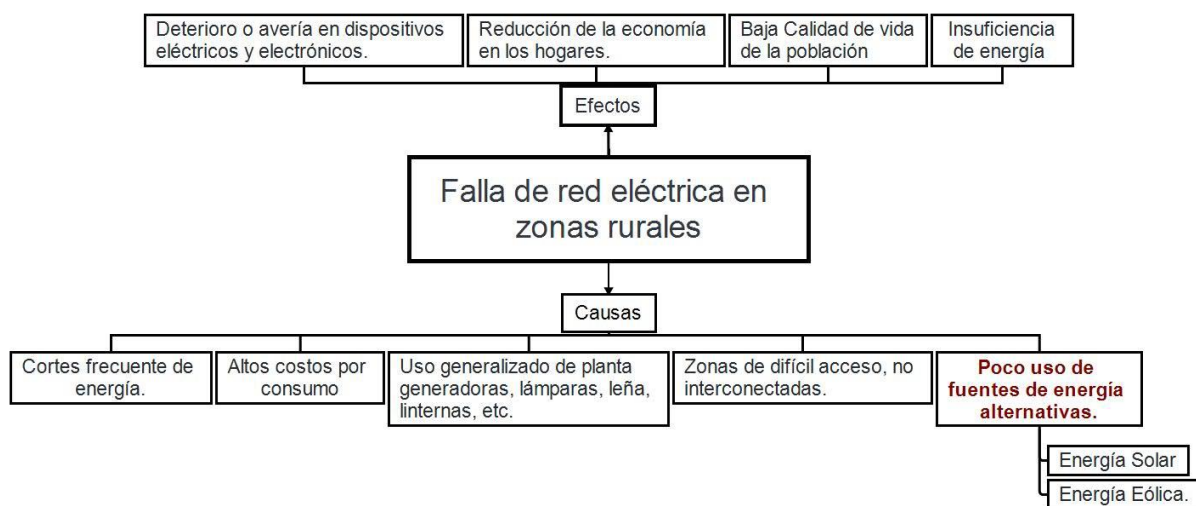 Deterioro o avería en dispositivos
eléctricos y electrónicos.
Reducción de la economía
en los hogares.
Baja Calidad de vida
de la población
Insuficiencia
de energía
Efectos
Falla de red eléctrica en
zonas rurales
Causas
Cortes frecuente de
energía.
Altos costos por
consumo
Uso generalizado de planta
generadoras, lámparas, leña,
linternas, etc.
Zonas de difícil acceso, no
interconectadas.
Poco uso de
fuentes de energía
alternativas.
Energía Solar
Energía Eólica.